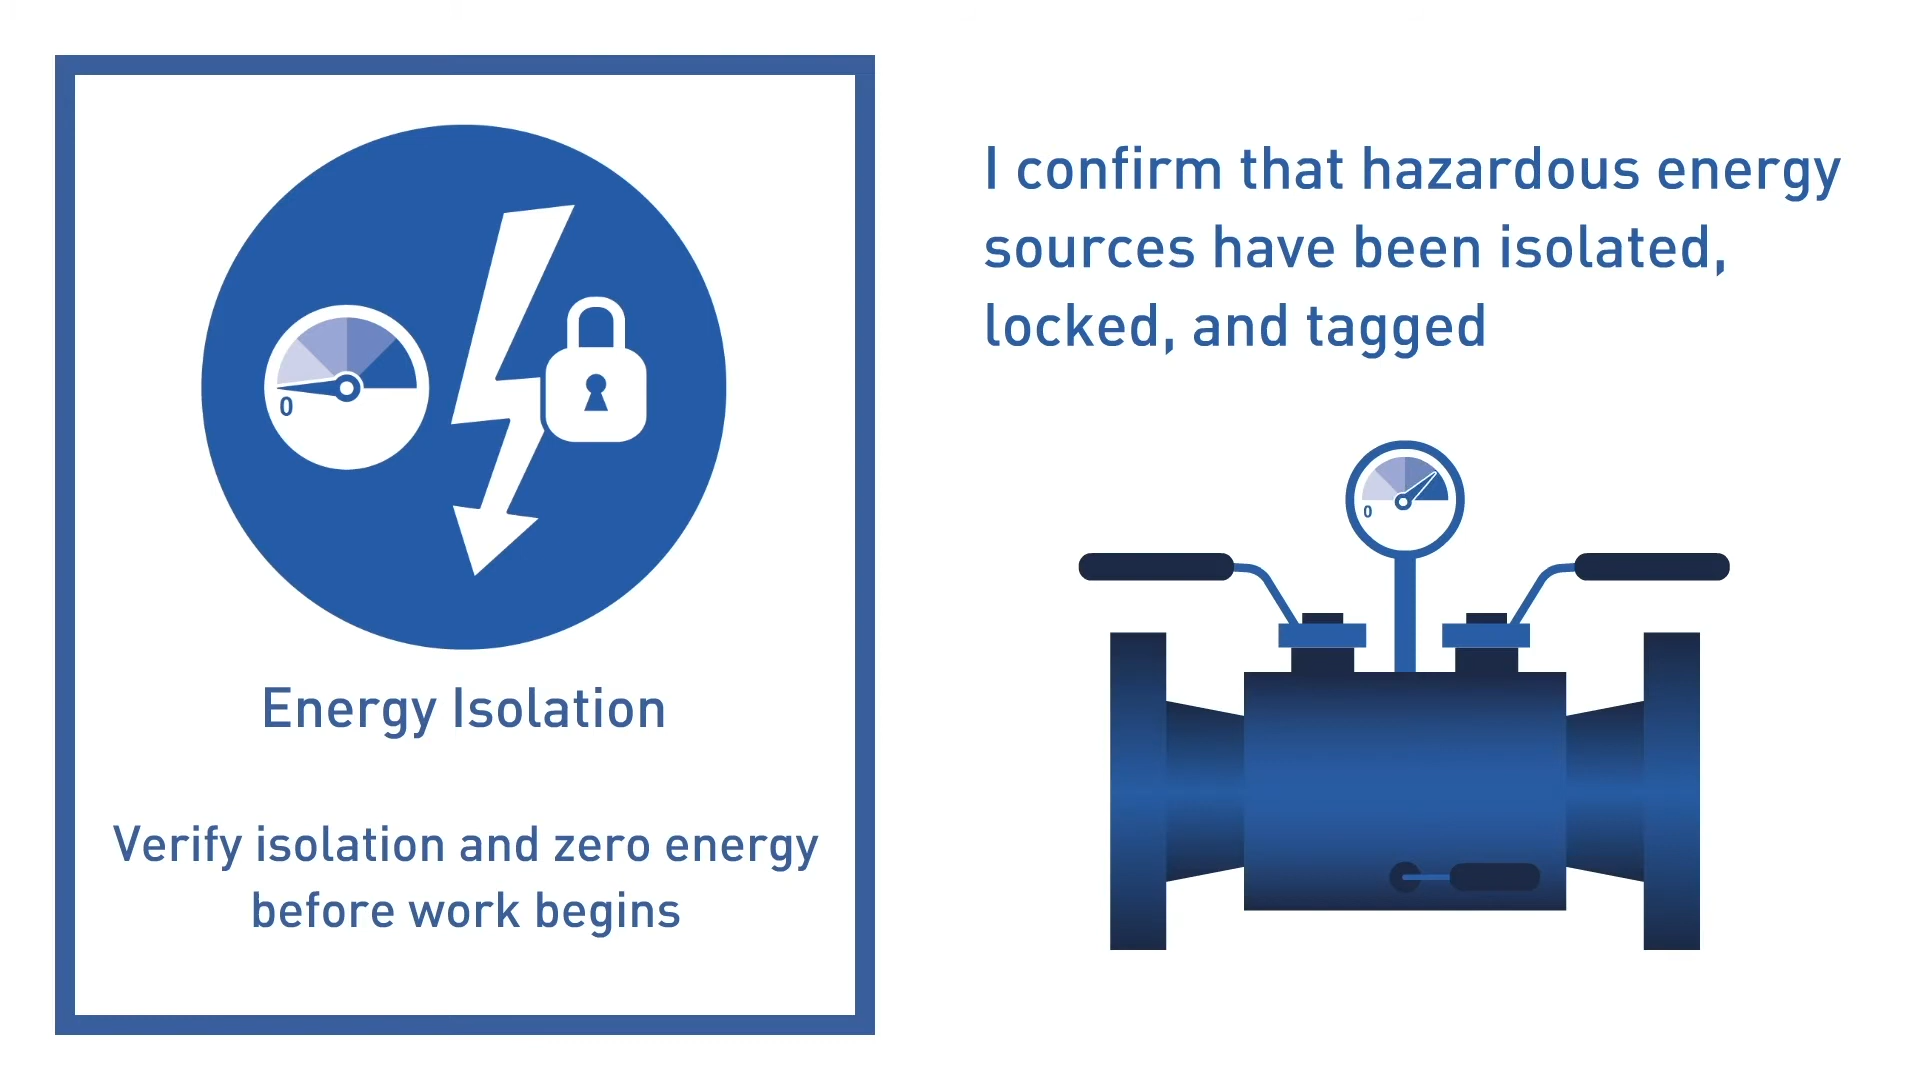 0
Energy Isolation
Verify isolation and zero energy
before work begins
I confirm that hazardous energy
sources have been isolated,
locked, and tagged
0